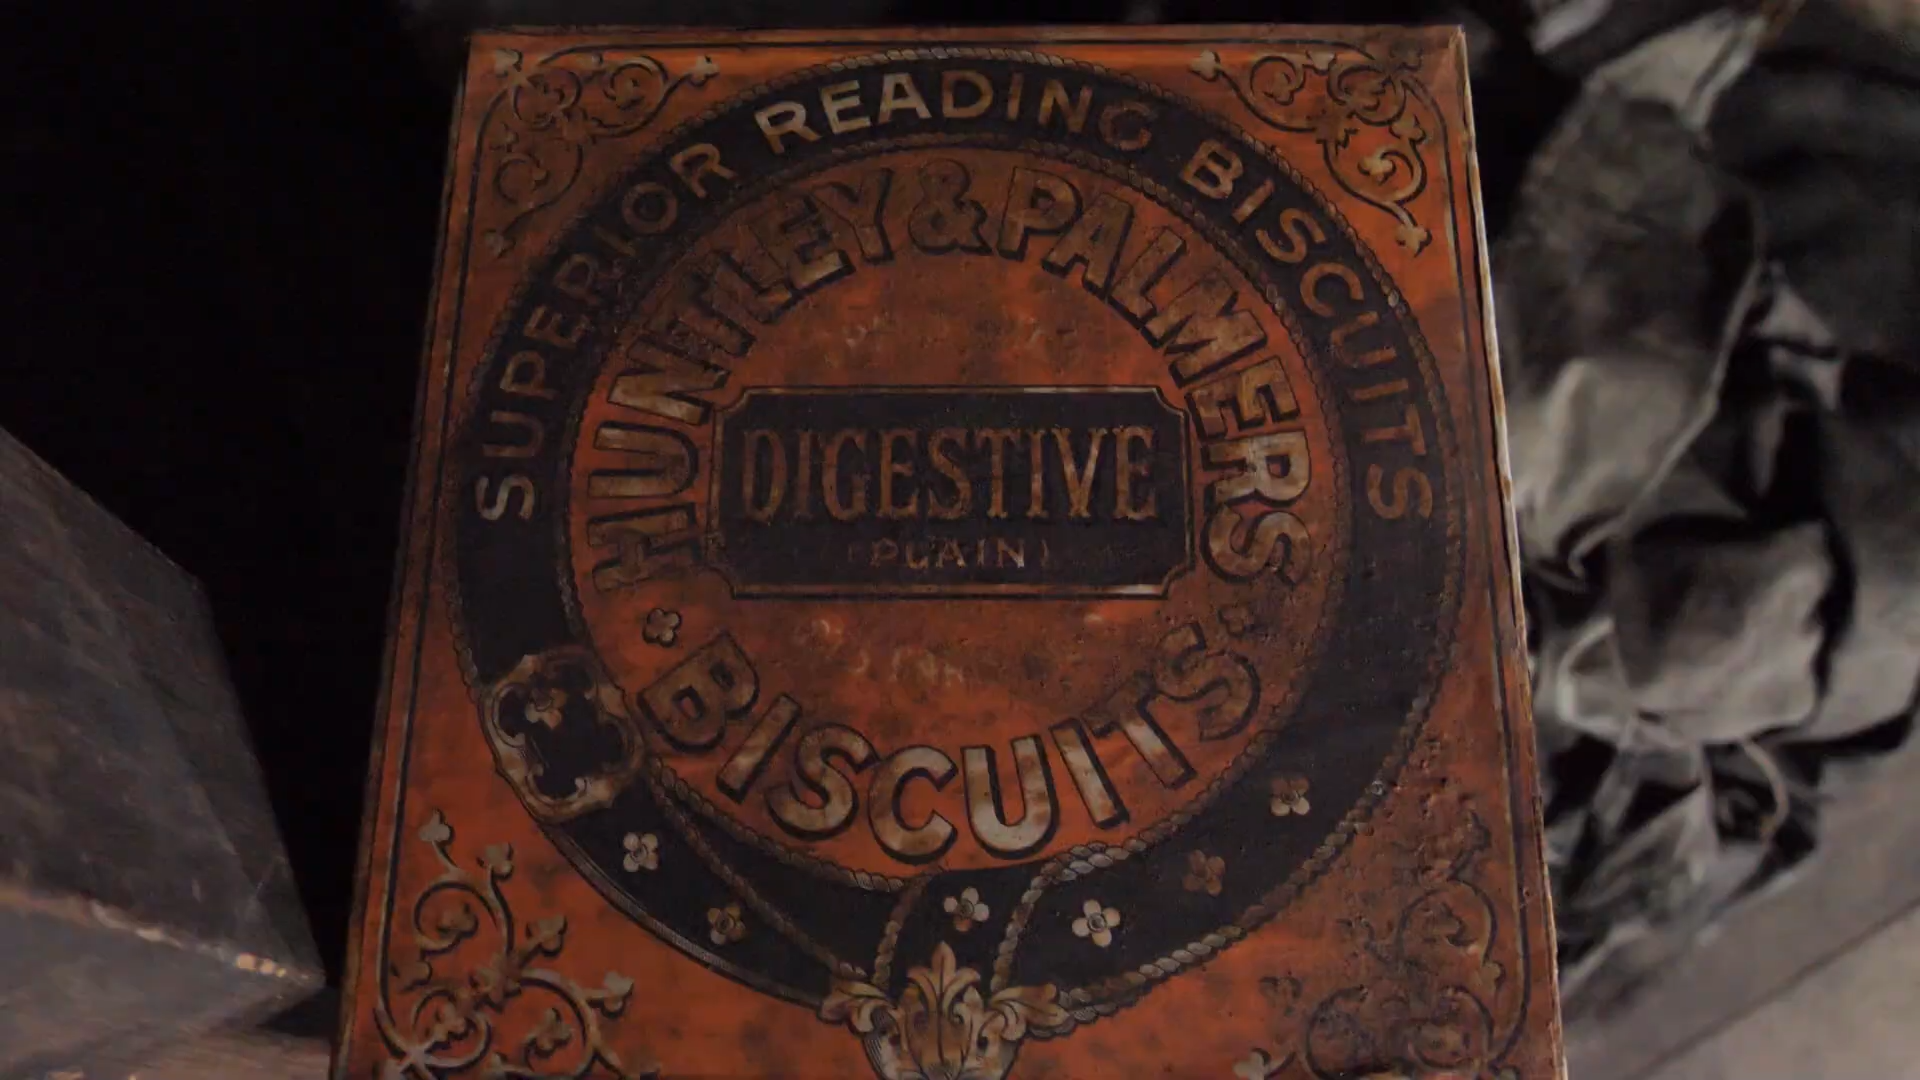 SUPERIOR READING BISCUITS
HUNTLEY & PALMERS
DIGESTIVE
(PLAIN)
BISCUITS